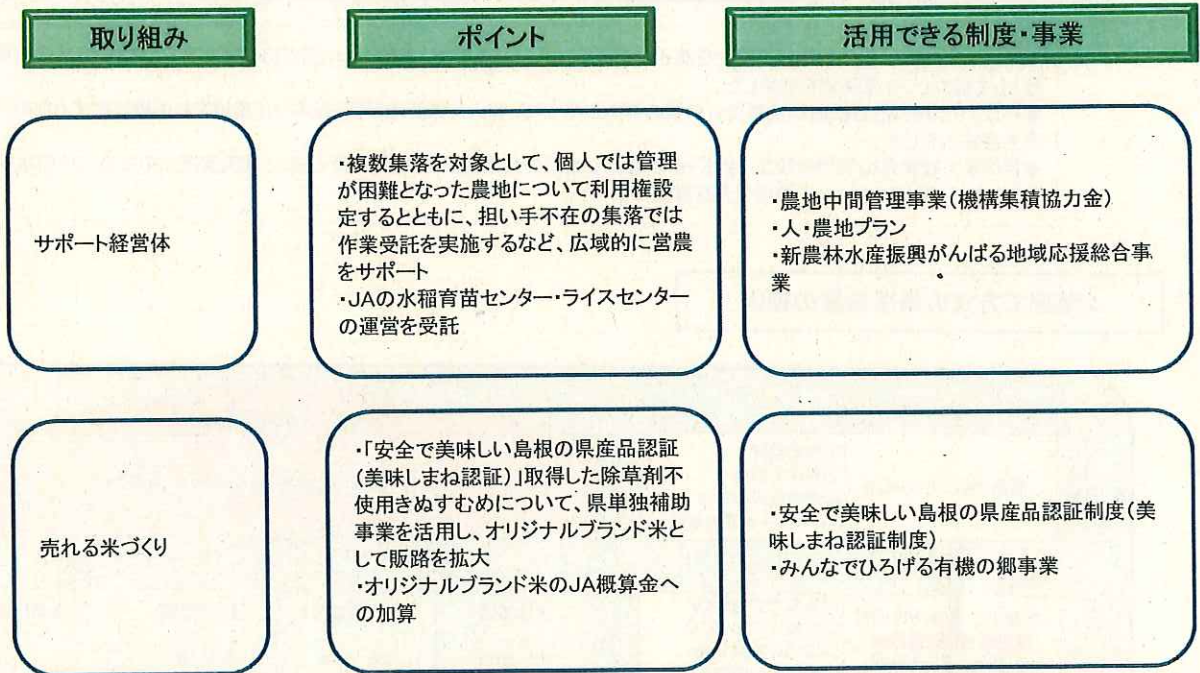 取り組み
ポイント
活用できる制度・事業
サポート経営体
・複数集落を対象として、個人では管理
が困難となった農地について利用権設
定するとともに、担い手不在の集落では
作業受託を実施するなど、広域的に営農
をサポート
・JAの水稲育苗センター・ライスセンター
の運営を受託
・農地中間管理事業(機構集積協力金)
・人・農地プラン
・新農林水産振興がんばる地域応援総合事
業
売れる米づくり
・「安全で美味しい島根の県産品認証
(美味しまね認証)」取得した除草剤不
使用きぬすむめについて、県単独補助
事業を活用し、オリジナルブランド米と
して販路を拡大
・オリジナルブランド米のJA概算金へ
の加算
・安全で美味しい島根の県産品認証制度(美
味しまね認証制度)
・みんなでひろげる有機の郷事業